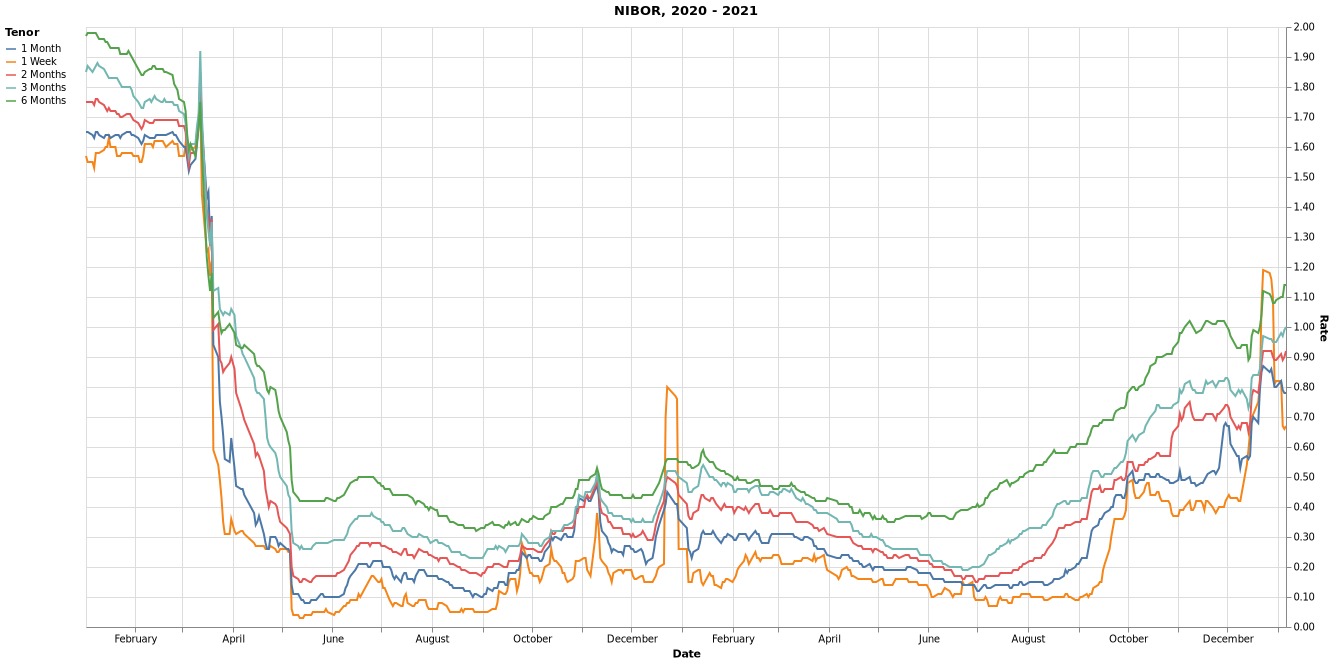 NIBOR, 2020 - 2021
Tenor
1 Month
1 Week
2 Months
3 Months
6 Months
2.00
1.90
1.80
1.70
1.60
1.50
1.40
1.30
1.20
1.10
1.00
0.90
0.80
0.70
0.60
0.50
0.40
0.30
0.20
0.10
0.00
Rate
February April June August October December February April June August October December
Date